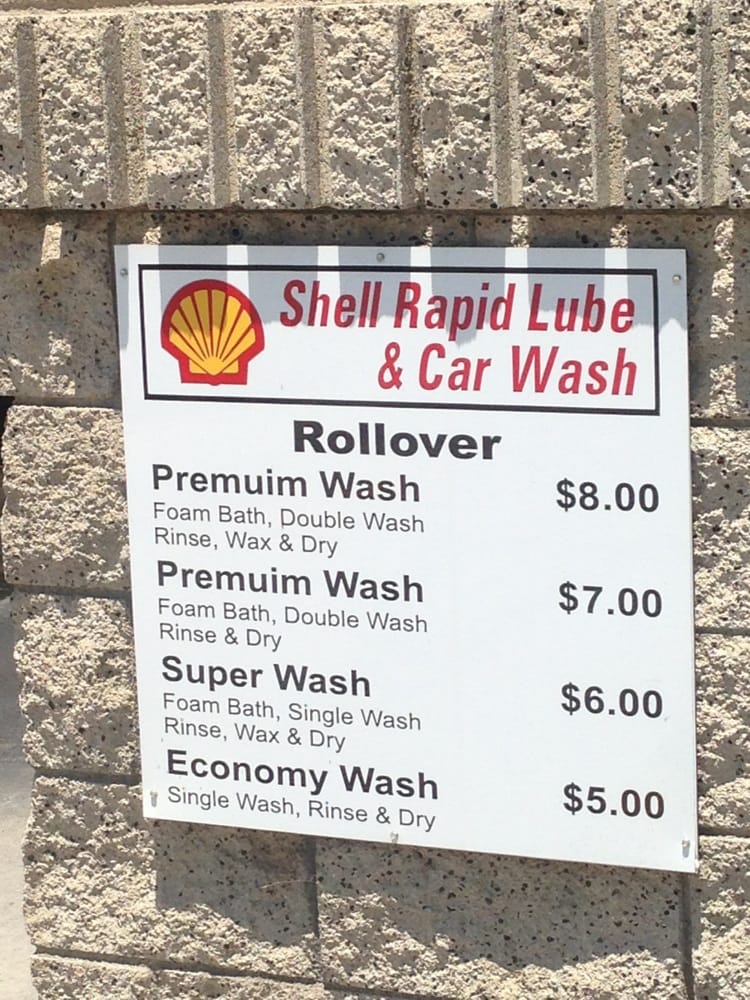 Shell Rapid Lube
& Car Wash
Rollover
Premuim Wash $8.00
Foam Bath, Double Wash
Rinse, Wax & Dry
Premuim Wash $7.00
Foam Bath, Double Wash
Rinse & Dry
Super Wash $6.00
Foam Bath, Single Wash
Rinse, Wax & Dry
Economy Wash $5.00
Single Wash, Rinse & Dry